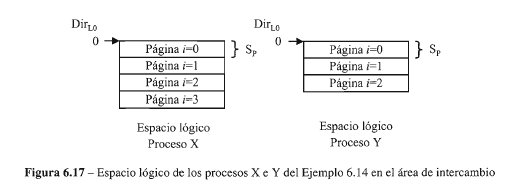 Dir_L0
0
Página i=0
Página i=1
Página i=2
Página i=3
S_P
Espacio lógico
Proceso X
Dir_L0
0
Página i=0
Página i=1
Página i=2
S_P
Espacio lógico
Proceso Y
Figura 6.17 – Espacio lógico de los procesos X e Y del Ejemplo 6.14 en el área de intercambio